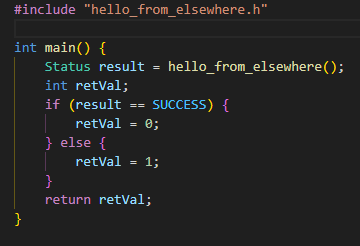 #include "hello_from_elsewhere.h"

int main() {
    Status result = hello_from_elsewhere();
    int retVal;
    if (result == SUCCESS) {
        retVal = 0;
    } else {
        retVal = 1;
    }
    return retVal;
}